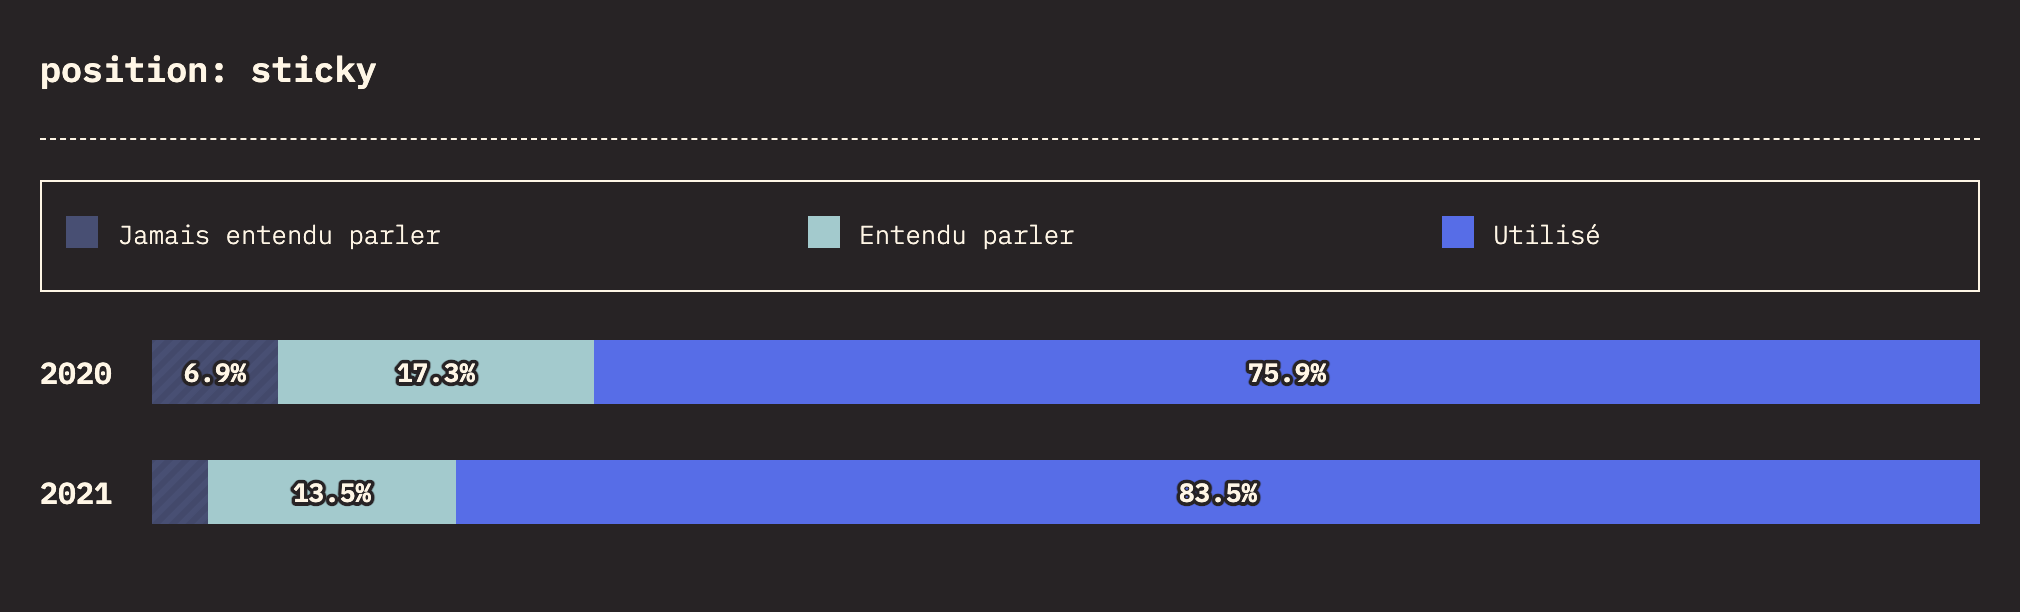 position: sticky
Jamais entendu parler Entendu parler Utilisé
2020 6.9% 17.3% 75.9%
2021 13.5% 83.5%